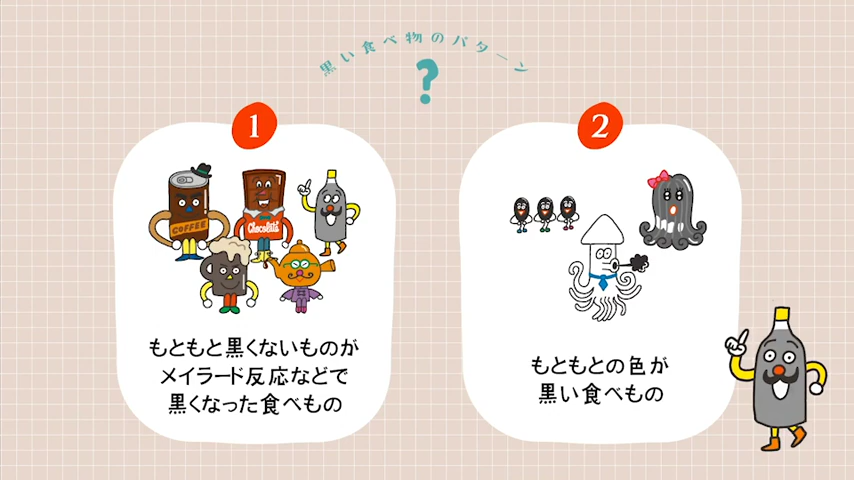 黒い食べ物のパターン
?
1
2
COFFEE
Chocolate
もともと黒くないものが
メイラード反応などで
黒くなった食べもの
もともとの色が
黒い食べもの